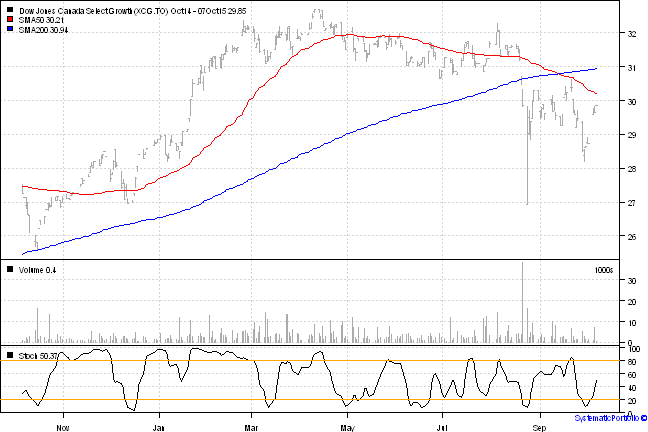 Dow Jones Canada Select Growth (XCG.TO) Oct14 - 07Oct15 29.85
SMA50 30.21
SMA200 30.94
32
31
30
29
28
27
26
Volume 0.4
1000s
30
20
10
0
Stoch 50.37
100
80
60
40
20
0
Nov
Jan
Mar
May
Jul
Sep
SystematicPortfolio ©